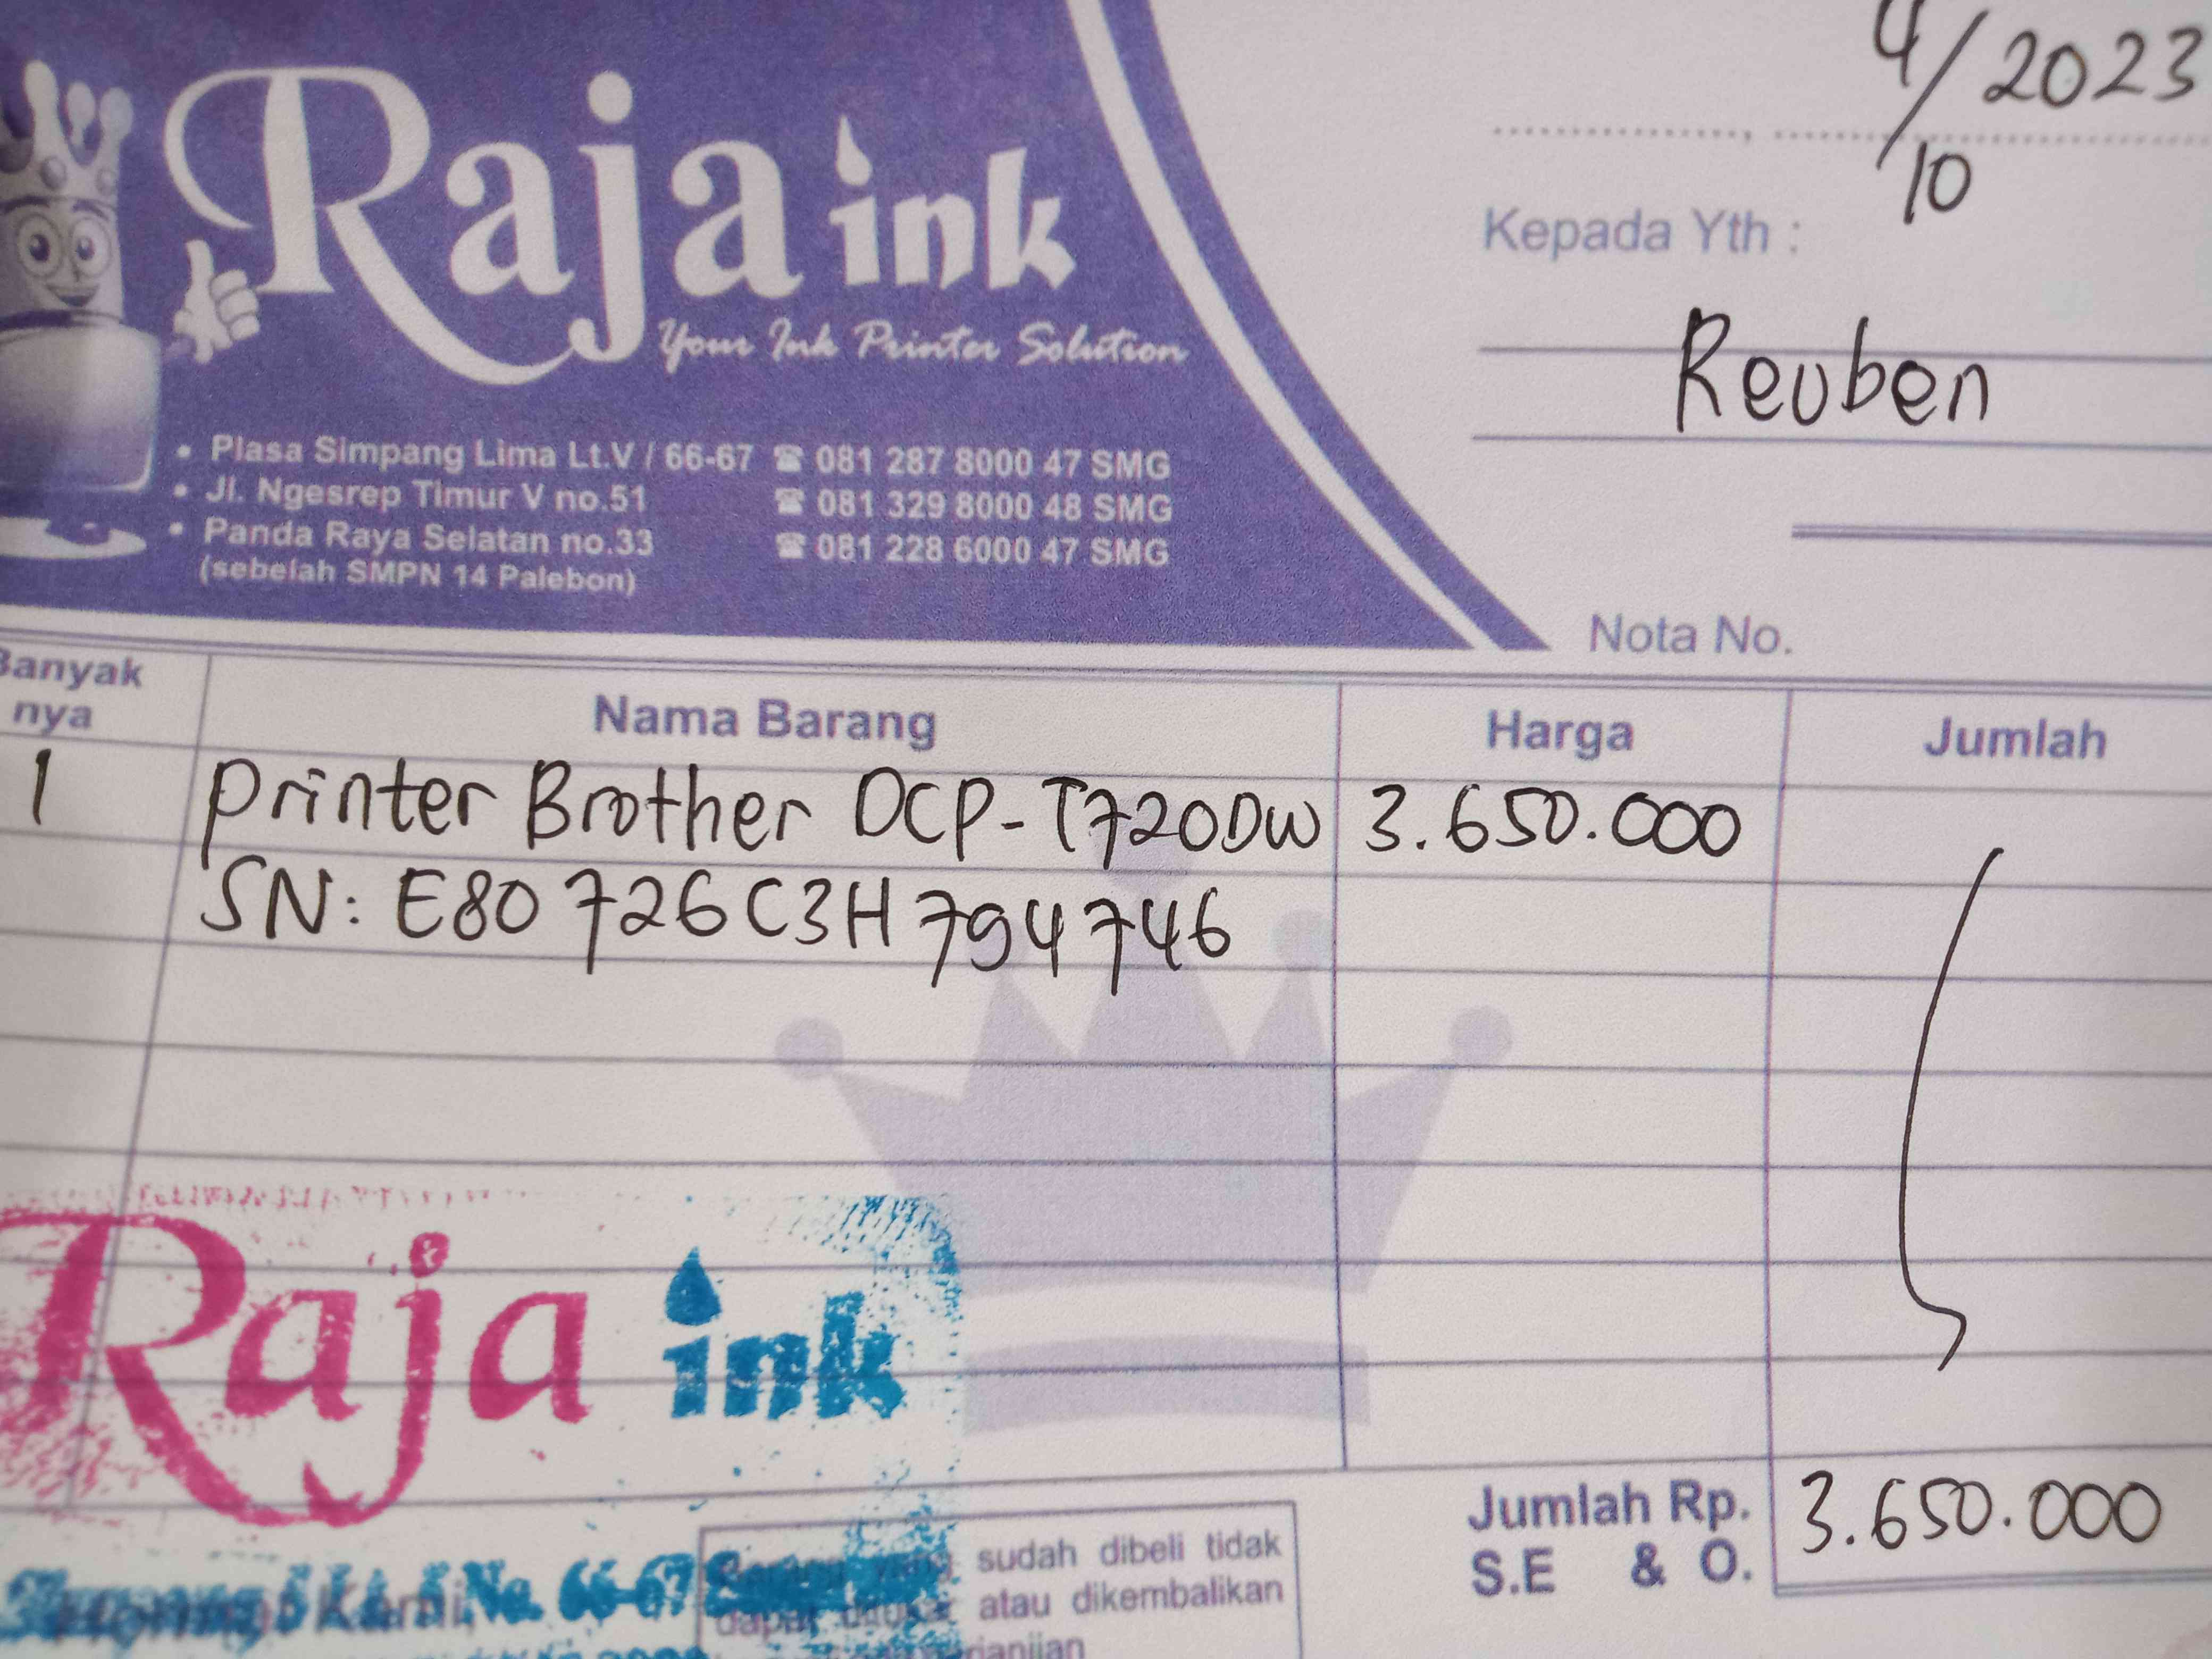 4/10 2023
Raja ink
Your Ink Printer Solution
Kepada Yth :
Reuben
• Plasa Simpang Lima Lt.V / 66-67 ☎ 081 287 8000 47 SMG
• Jl. Ngesrep Timur V no.51 ☎ 081 329 8000 48 SMG
• Panda Raya Selatan no.33 ☎ 081 228 6000 47 SMG
(sebelah SMPN 14 Palebon)
Nota No.
Banyak
nya
Nama Barang
Harga
Jumlah
1 Printer Brother DCP-T720DW 3.650.000
SN: E80726C3H794746
Raja ink
Jumlah Rp. 3.650.000
S.E & O.
No. 66-67
sudah dibeli tidak
atau dikembalikan